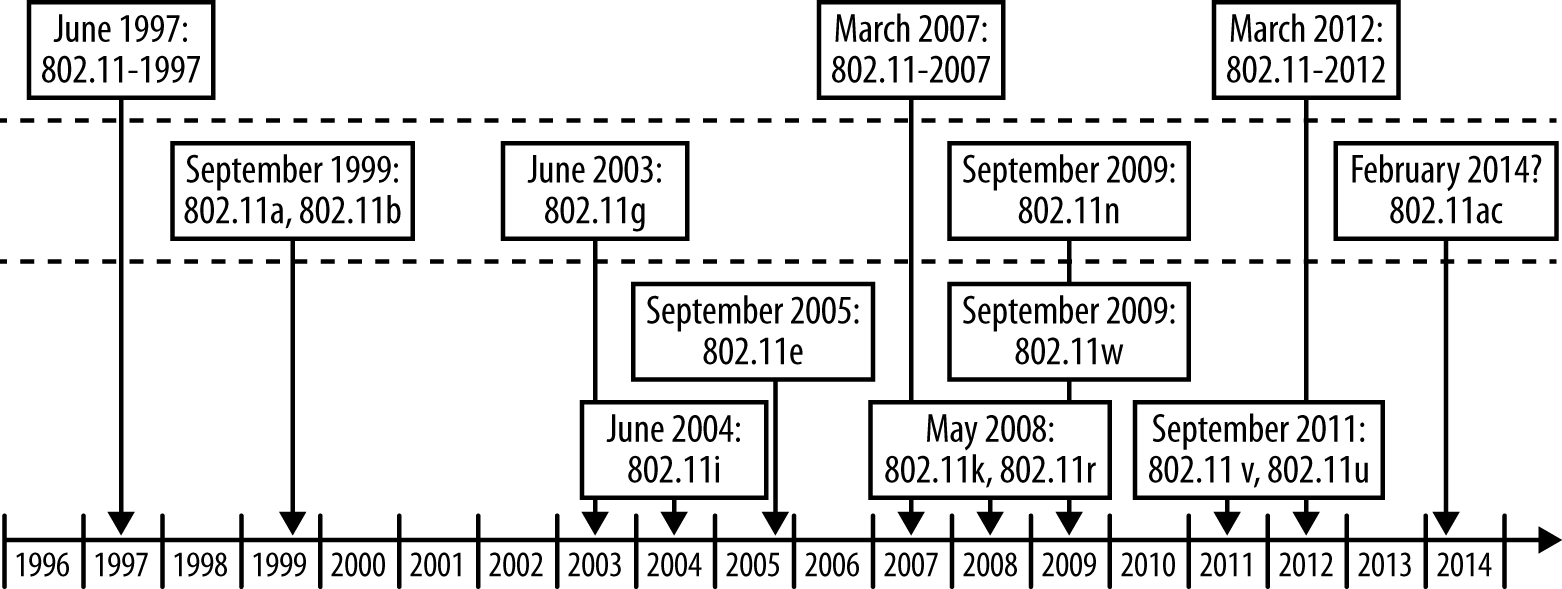 June 1997:
802.11-1997
March 2007:
802.11-2007
March 2012:
802.11-2012
September 1999:
802.11a, 802.11b
June 2003:
802.11g
September 2009:
802.11n
February 2014?
802.11ac
September 2005:
802.11e
September 2009:
802.11w
June 2004:
802.11i
May 2008:
802.11k, 802.11r
September 2011:
802.11 v, 802.11u
1996 1997 1998 1999 2000 2001 2002 2003 2004 2005 2006 2007 2008 2009 2010 2011 2012 2013 2014